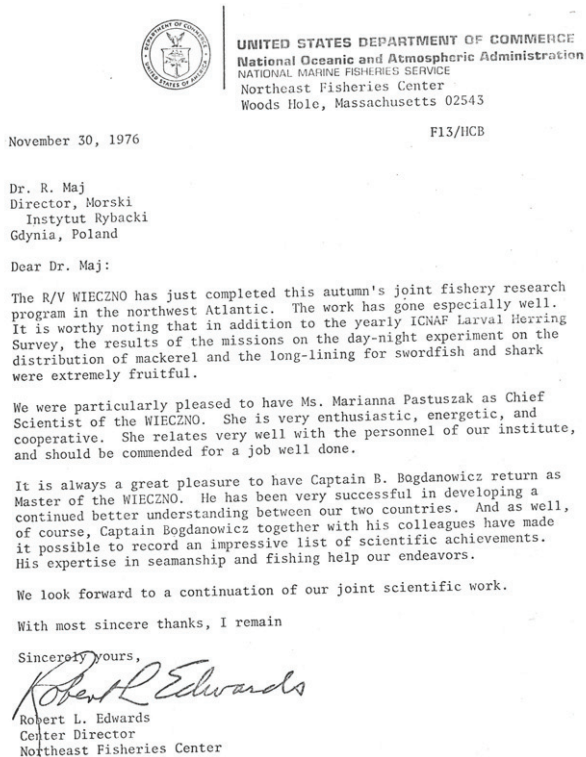 DEPARTMENT OF COMMERCE
UNITED STATES OF AMERICA
UNITED STATES DEPARTMENT OF COMMERCE
National Oceanic and Atmospheric Administration
NATIONAL MARINE FISHERIES SERVICE
Northeast Fisheries Center
Woods Hole, Massachusetts 02543
November 30, 1976
F13/HCB
Dr. R. Maj
Director, Morski
Instytut Rybacki
Gdynia, Poland
Dear Dr. Maj:
The R/V WIECZNO has just completed this autumn's joint fishery research
program in the northwest Atlantic. The work has gone especially well.
It is worthy noting that in addition to the yearly ICNAF Larval Herring
Survey, the results of the missions on the day-night experiment on the
distribution of mackerel and the long-lining for swordfish and shark
were extremely fruitful.
We were particularly pleased to have Ms. Marianna Pastuszak as Chief
Scientist of the WIECZNO. She is very enthusiastic, energetic, and
cooperative. She relates very well with the personnel of our institute,
and should be commended for a job well done.
It is always a great pleasure to have Captain B. Bogdanowicz return as
Master of the WIECZNO. He has been very successful in developing a
continued better understanding between our two countries. And as well,
of course, Captain Bogdanowicz together with his colleagues have made
it possible to record an impressive list of scientific achievements.
His expertise in seamanship and fishing help our endeavors.
We look forward to a continuation of our joint scientific work.
With most sincere thanks, I remain
Sincerely yours,
Robert L Edwards
Robert L. Edwards
Center Director
Northeast Fisheries Center